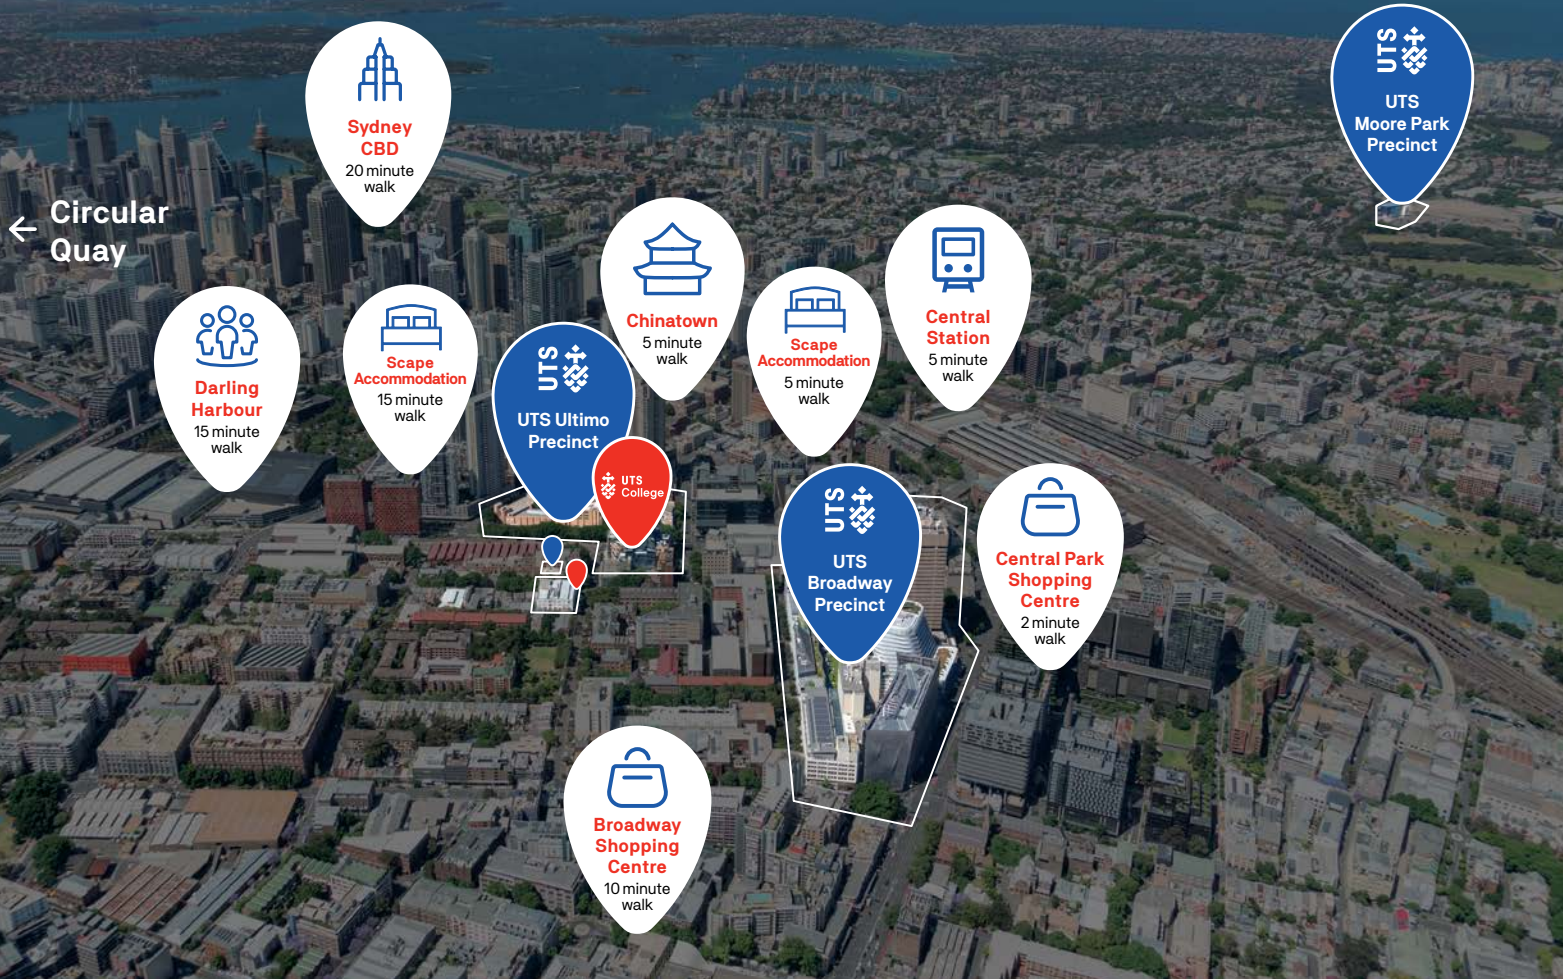 Sydney
CBD
20 minute
walk
UTS
UTS
Moore Park
Precinct
← Circular
Quay
Chinatown
5 minute
walk
Central
Station
5 minute
walk
Scape
Accommodation
5 minute
walk
Darling
Harbour
15 minute
walk
Scape
Accommodation
15 minute
walk
UTS
UTS Ultimo
Precinct
UTS
College
UTS
UTS
Broadway
Precinct
Central Park
Shopping
Centre
2 minute
walk
Broadway
Shopping
Centre
10 minute
walk